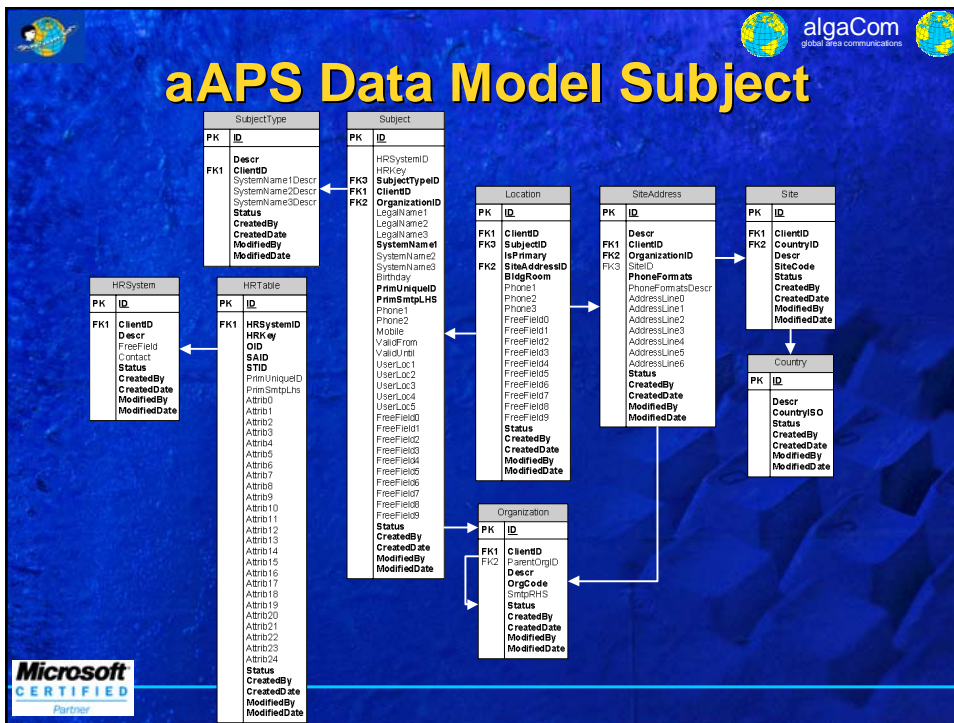 algaCom
global area communications
aAPS Data Model Subject
SubjectType
PK ID
Descr
FK1 ClientID
SystemName1Descr
SystemName2Descr
SystemName3Descr
Status
CreatedBy
CreatedDate
ModifiedBy
ModifiedDate
Subject
PK ID
HRSystemID
HRKey
FK3 SubjectTypeID
FK1 ClientID
FK2 OrganizationID
LegalName1
LegalName2
LegalName3
SystemName1
SystemName2
SystemName3
Birthday
PrimUniqueID
PrimSmtpLHS
Phone1
Phone2
Mobile
ValidFrom
ValidUntil
UserLoc1
UserLoc2
UserLoc3
UserLoc4
UserLoc5
FreeField0
FreeField1
FreeField2
FreeField3
FreeField4
FreeField5
FreeField6
FreeField7
FreeField8
FreeField9
Status
CreatedBy
CreatedDate
ModifiedBy
ModifiedDate
Location
PK ID
FK1 ClientID
FK3 SubjectID
IsPrimary
FK2 SiteAddressID
BldgRoom
Phone1
Phone2
Phone3
FreeField0
FreeField1
FreeField2
FreeField3
FreeField4
FreeField5
FreeField6
FreeField7
FreeField8
FreeField9
Status
CreatedBy
CreatedDate
ModifiedBy
ModifiedDate
SiteAddress
PK ID
Descr
FK1 ClientID
FK2 OrganizationID
FK3 SiteID
PhoneFormats
PhoneFormatsDescr
AddressLine0
AddressLine1
AddressLine2
AddressLine3
AddressLine4
AddressLine5
AddressLine6
Status
CreatedBy
CreatedDate
ModifiedBy
ModifiedDate
Site
PK ID
FK1 ClientID
FK2 CountryID
Descr
SiteCode
Status
CreatedBy
CreatedDate
ModifiedBy
ModifiedDate
HRSystem
PK ID
FK1 ClientID
Descr
FreeField
Contact
Status
CreatedBy
CreatedDate
ModifiedBy
ModifiedDate
HRTable
PK ID
FK1 HRSystemID
HRKey
OID
SAID
STID
PrimUniqueID
PrimSmtpLhs
Attrib0
Attrib1
Attrib2
Attrib3
Attrib4
Attrib5
Attrib6
Attrib7
Attrib8
Attrib9
Attrib10
Attrib11
Attrib12
Attrib13
Attrib14
Attrib15
Attrib16
Attrib17
Attrib18
Attrib19
Attrib20
Attrib21
Attrib22
Attrib23
Attrib24
Status
CreatedBy
CreatedDate
ModifiedBy
ModifiedDate
Country
PK ID
Descr
CountryISO
Status
CreatedBy
CreatedDate
ModifiedBy
ModifiedDate
Organization
PK ID
FK1 ClientID
FK2 ParentOrgID
Descr
OrgCode
SmtpRHS
Status
CreatedBy
CreatedDate
ModifiedBy
ModifiedDate
Microsoft
CERTIFIED
Partner